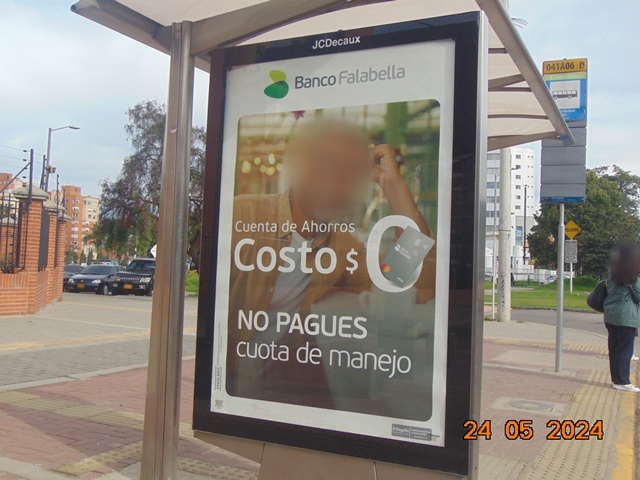 JCDecaux
041A06
Banco Falabella
Cuenta de Ahorros
Costo $0
NO PAGUES
cuota de manejo
24 05 2024